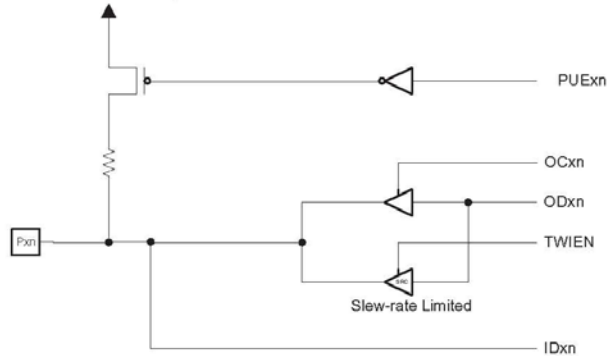 PUExn
OCxn
ODxn
Pxn
TWIEN
SRC
Slew-rate Limited
IDxn